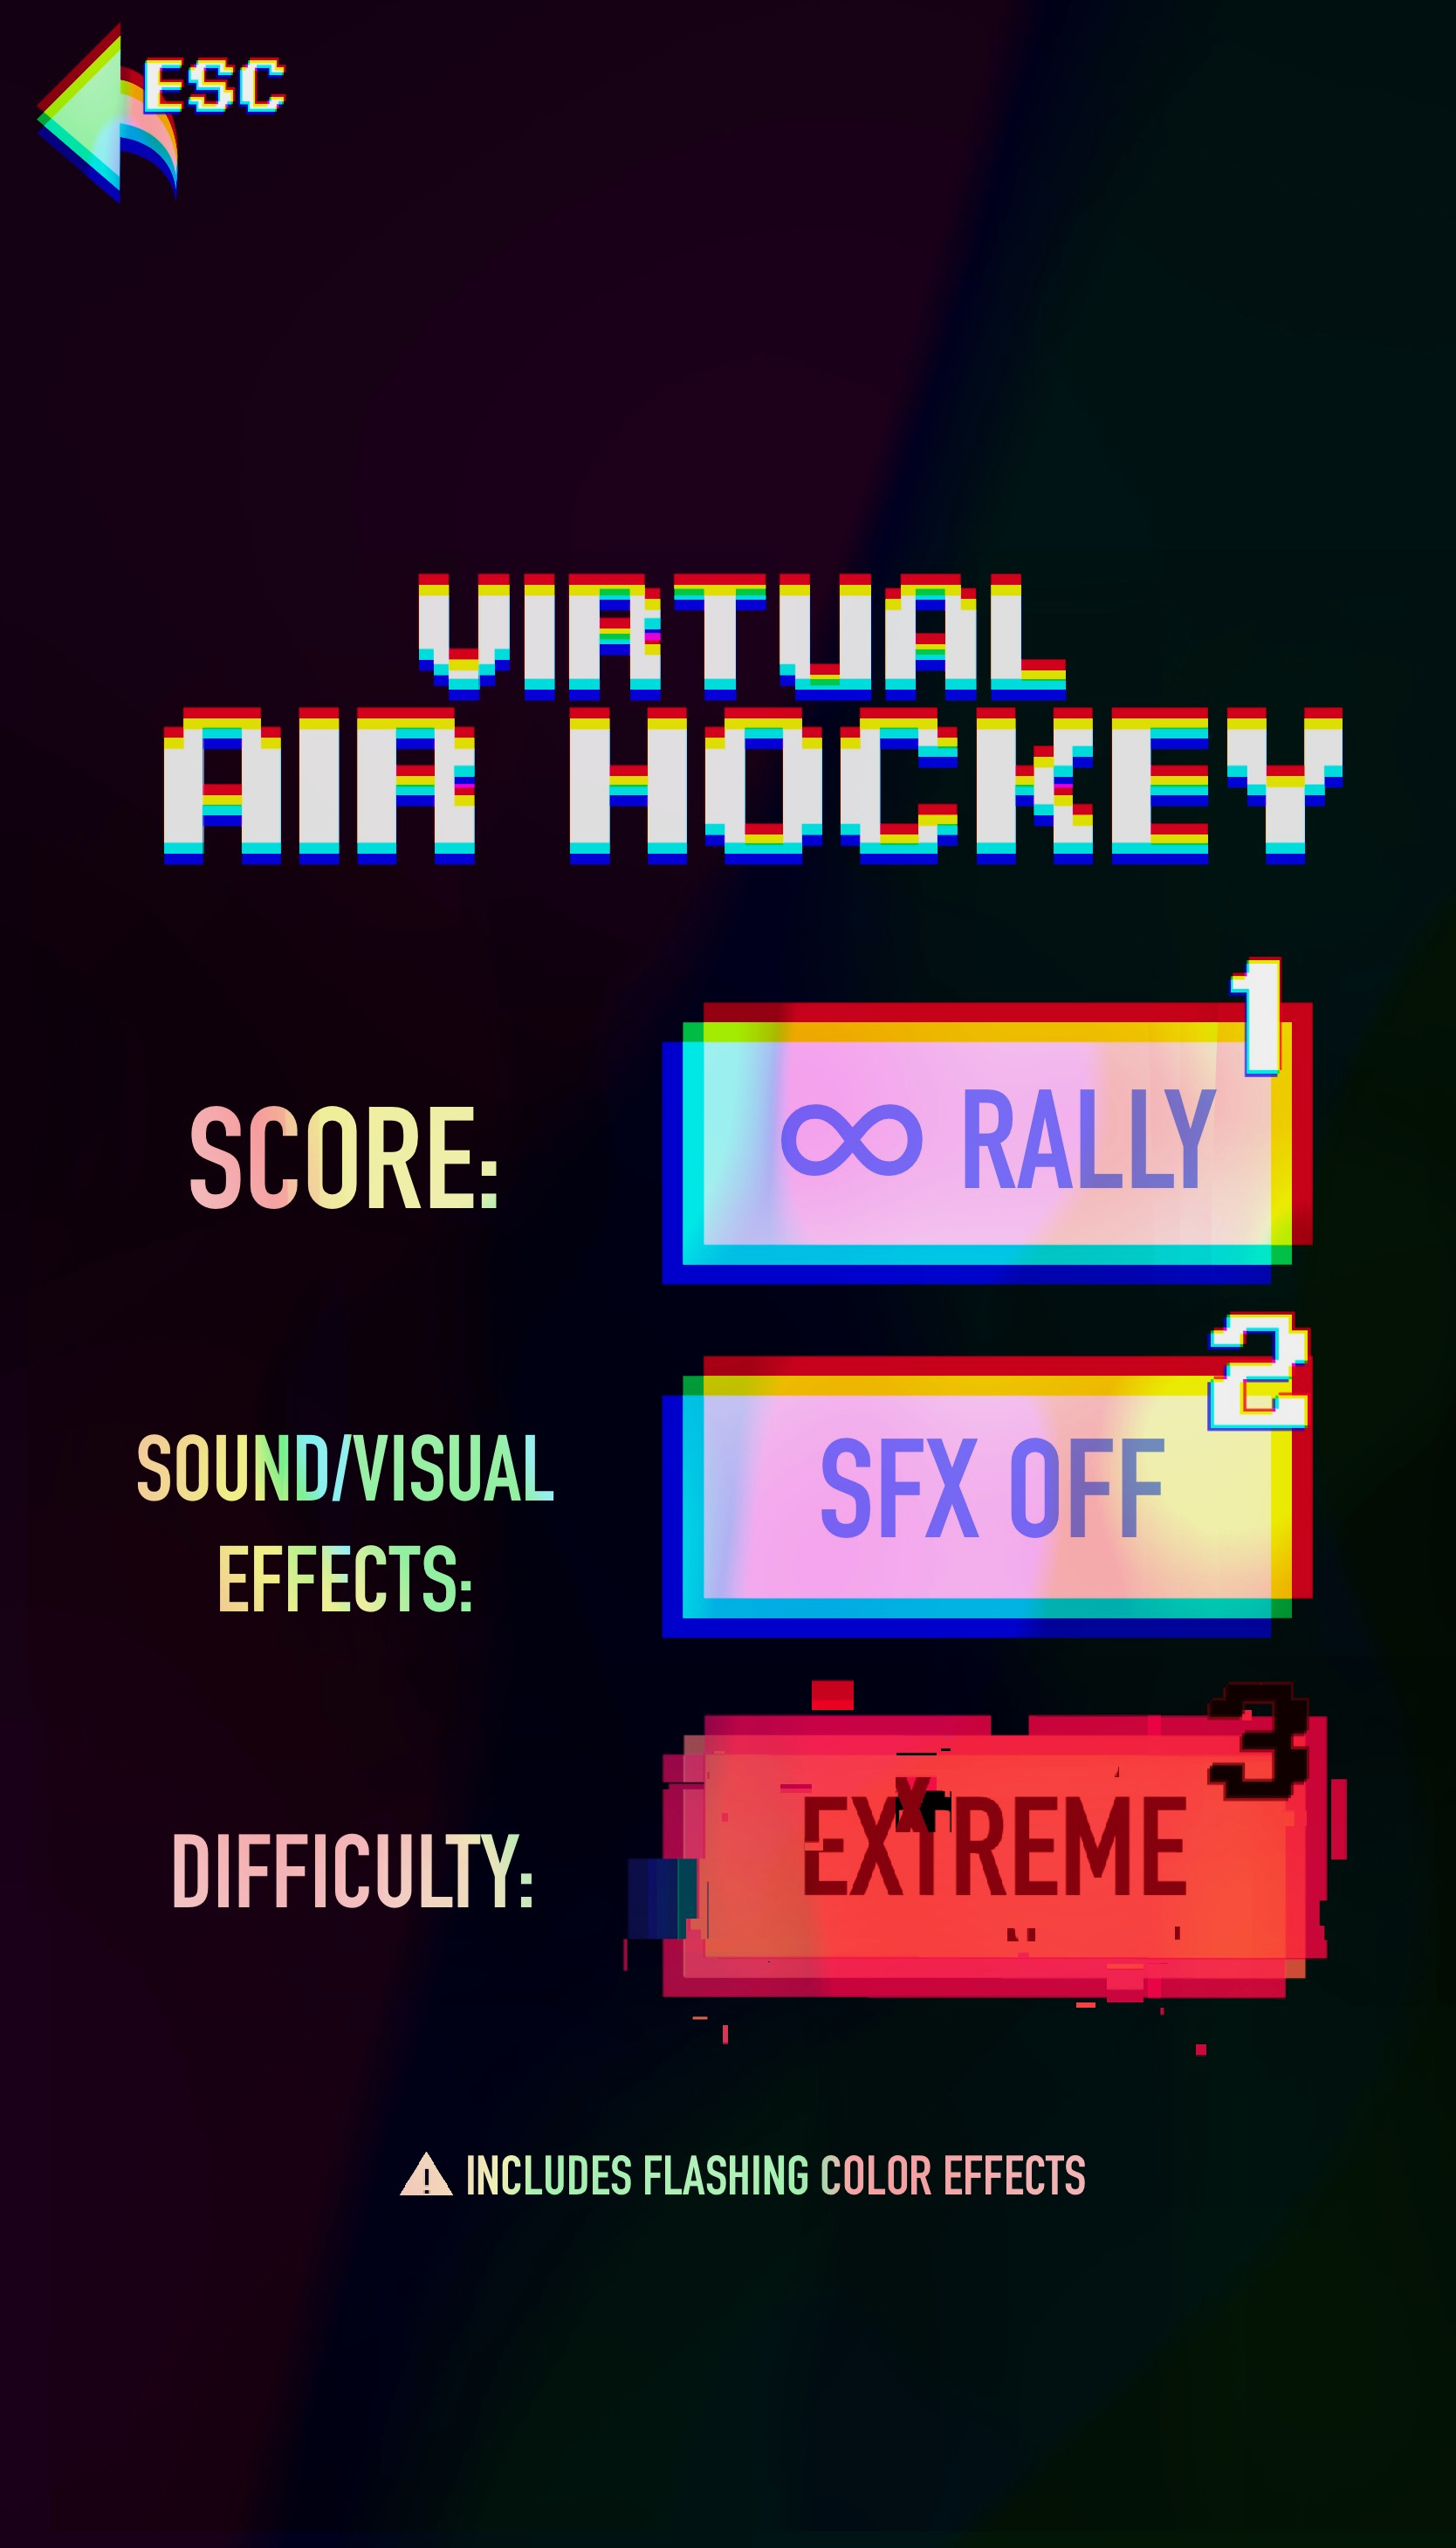 ESC
VIRTUAL
AIR HOCKEY
1
SCORE:
∞ RALLY
2
SOUND/VISUAL
EFFECTS:
SFX OFF
3
DIFFICULTY:
EXTREME
⚠ INCLUDES FLASHING COLOR EFFECTS